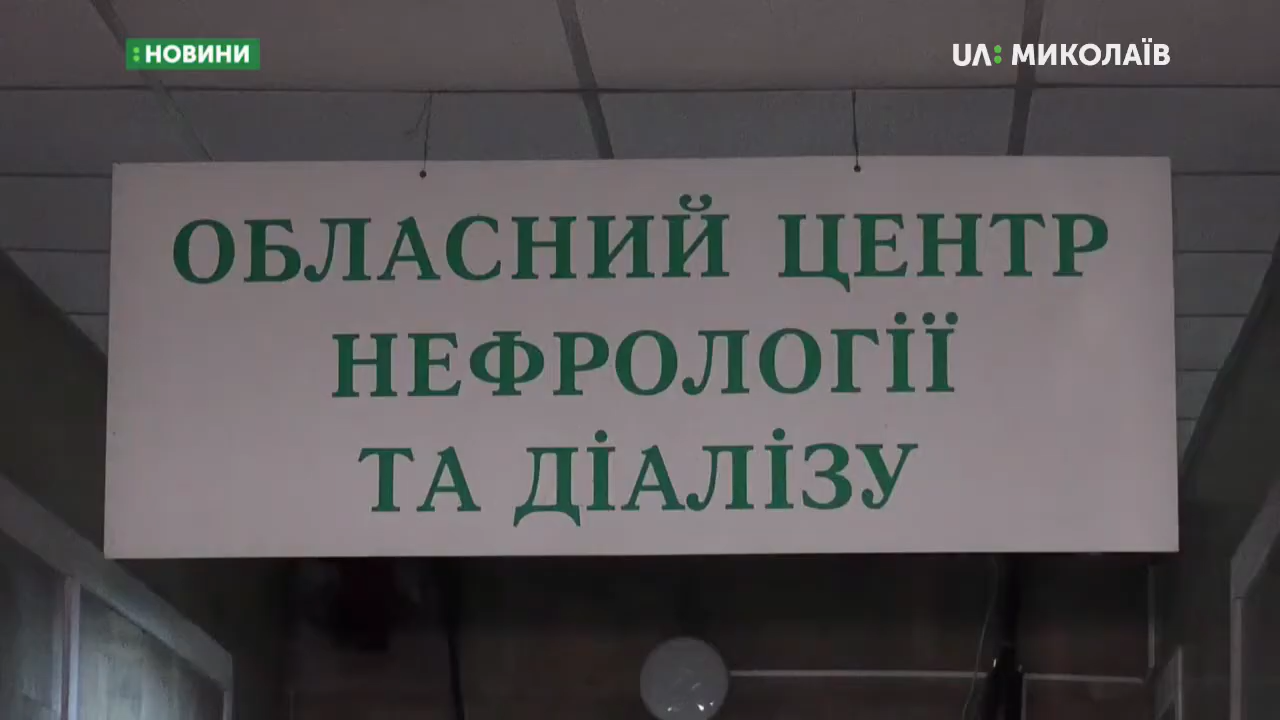 :НОВИНИ
UA: МИКОЛАЇВ
ОБЛАСНИЙ ЦЕНТР
НЕФРОЛОГІЇ
ТА ДІАЛІЗУ